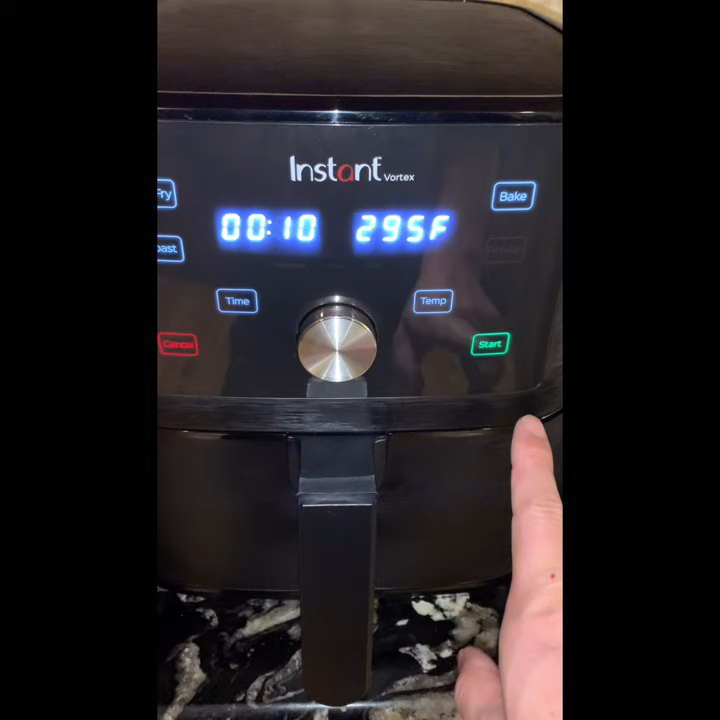 Instant Vortex
Fry
Bake
00:10 295F
oast
Time
Temp
Cancel
Start